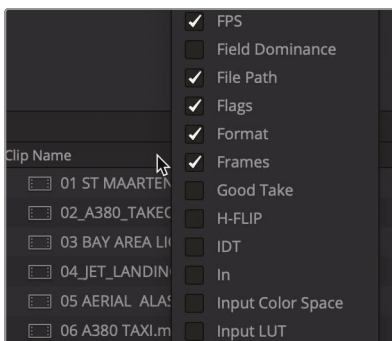 FPS
Field Dominance
File Path
Flags
Format
Frames
Good Take
H-FLIP
IDT
In
Input Color Space
Input LUT
Clip Name
01 ST MAARTEN
02_A380_TAKEO
03 BAY AREA LI
04_JET_LANDIN
05 AERIAL ALAS
06 A380 TAXI.m